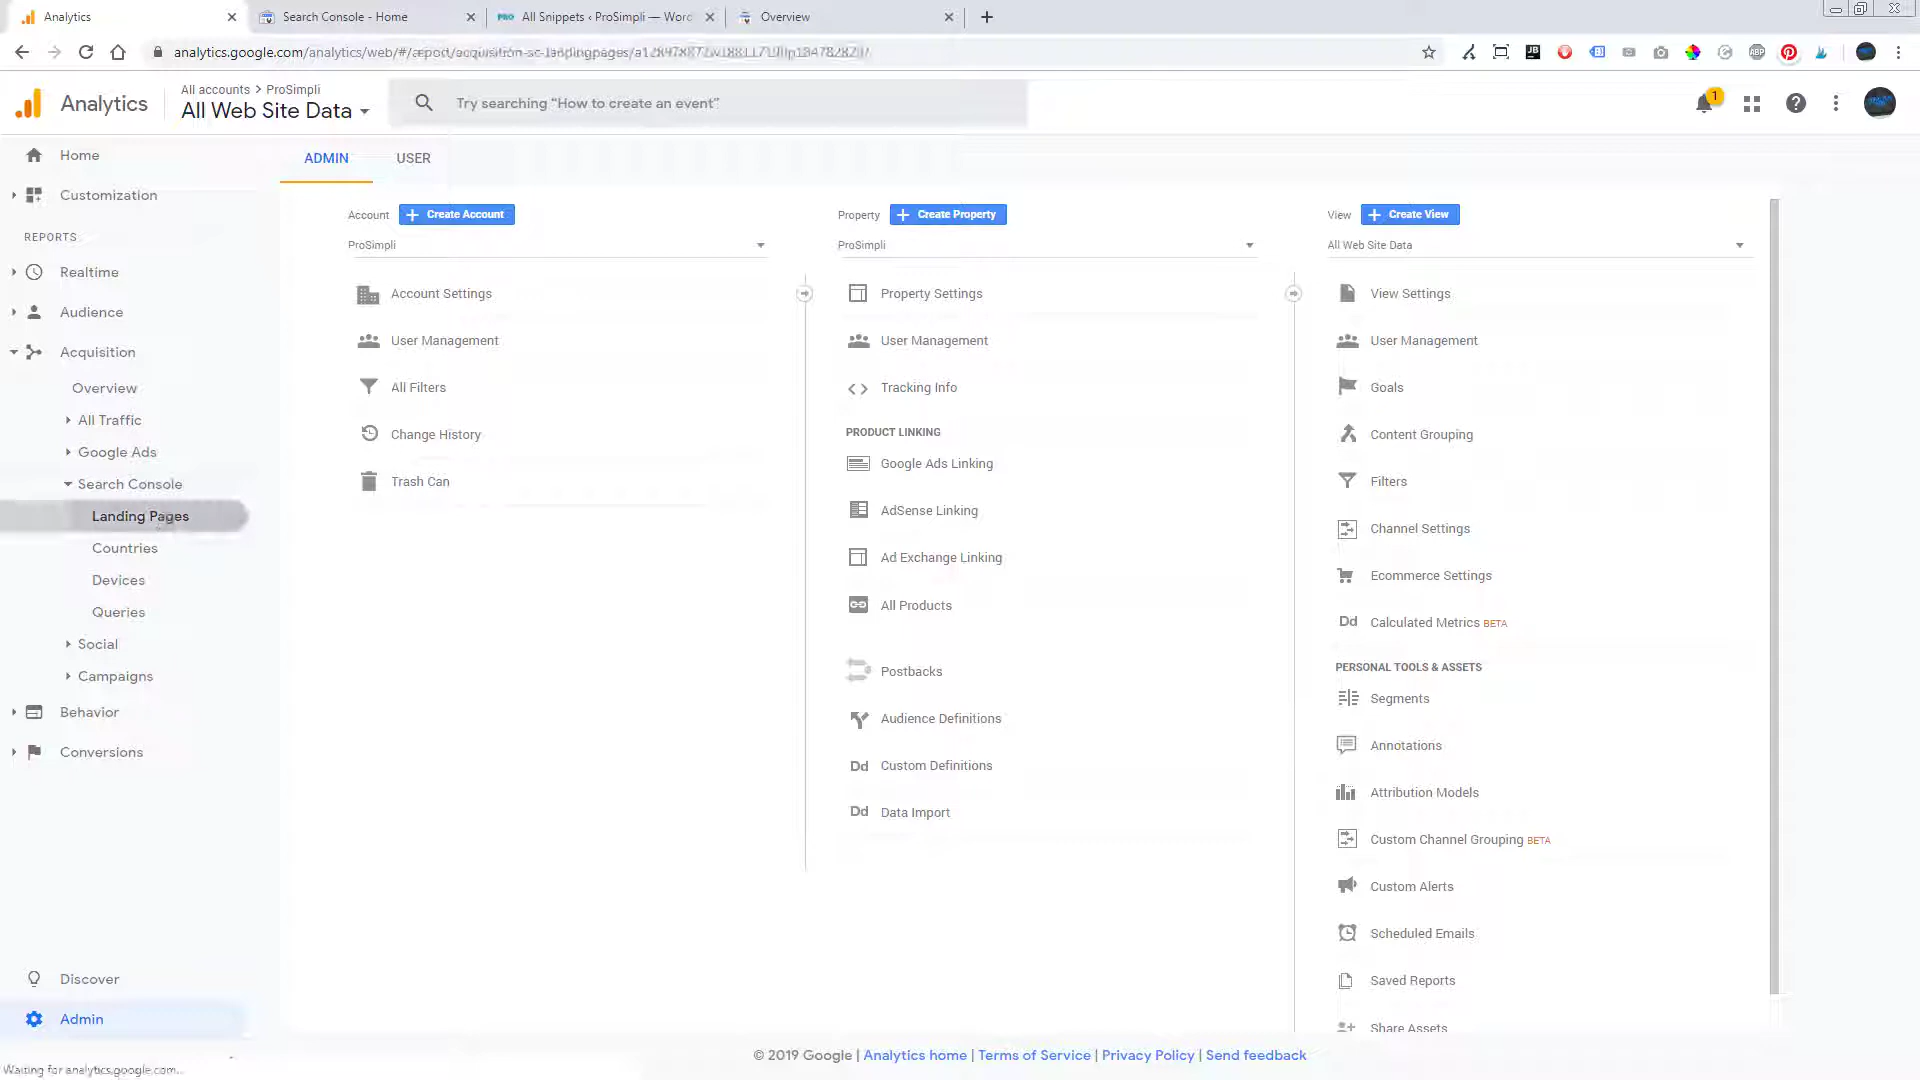 Analytics
Search Console - Home
PRO All Snippets ‹ ProSimpli — Word
Overview
JB
ABP
Analytics
All accounts > ProSimpli
All Web Site Data
Try searching “How to create an event”
1
Home
Customization
REPORTS
Realtime
Audience
Acquisition
Overview
All Traffic
Google Ads
Search Console
Landing Pages
Countries
Devices
Queries
Social
Campaigns
Behavior
Conversions
Discover
Admin
Waiting for analytics.google.com...
ADMIN
USER
Account
Create Account
ProSimpli
Account Settings
User Management
All Filters
Change History
Trash Can
Property
Create Property
ProSimpli
Property Settings
User Management
Tracking Info
PRODUCT LINKING
Google Ads Linking
AdSense Linking
Ad Exchange Linking
All Products
Postbacks
Audience Definitions
Dd Custom Definitions
Dd Data Import
View
Create View
All Web Site Data
View Settings
User Management
Goals
Content Grouping
Filters
Channel Settings
Ecommerce Settings
Dd Calculated Metrics BETA
PERSONAL TOOLS & ASSETS
Segments
Annotations
Attribution Models
Custom Channel Grouping BETA
Custom Alerts
Scheduled Emails
Saved Reports
Share Assets
© 2019 Google | Analytics home | Terms of Service | Privacy Policy | Send feedback